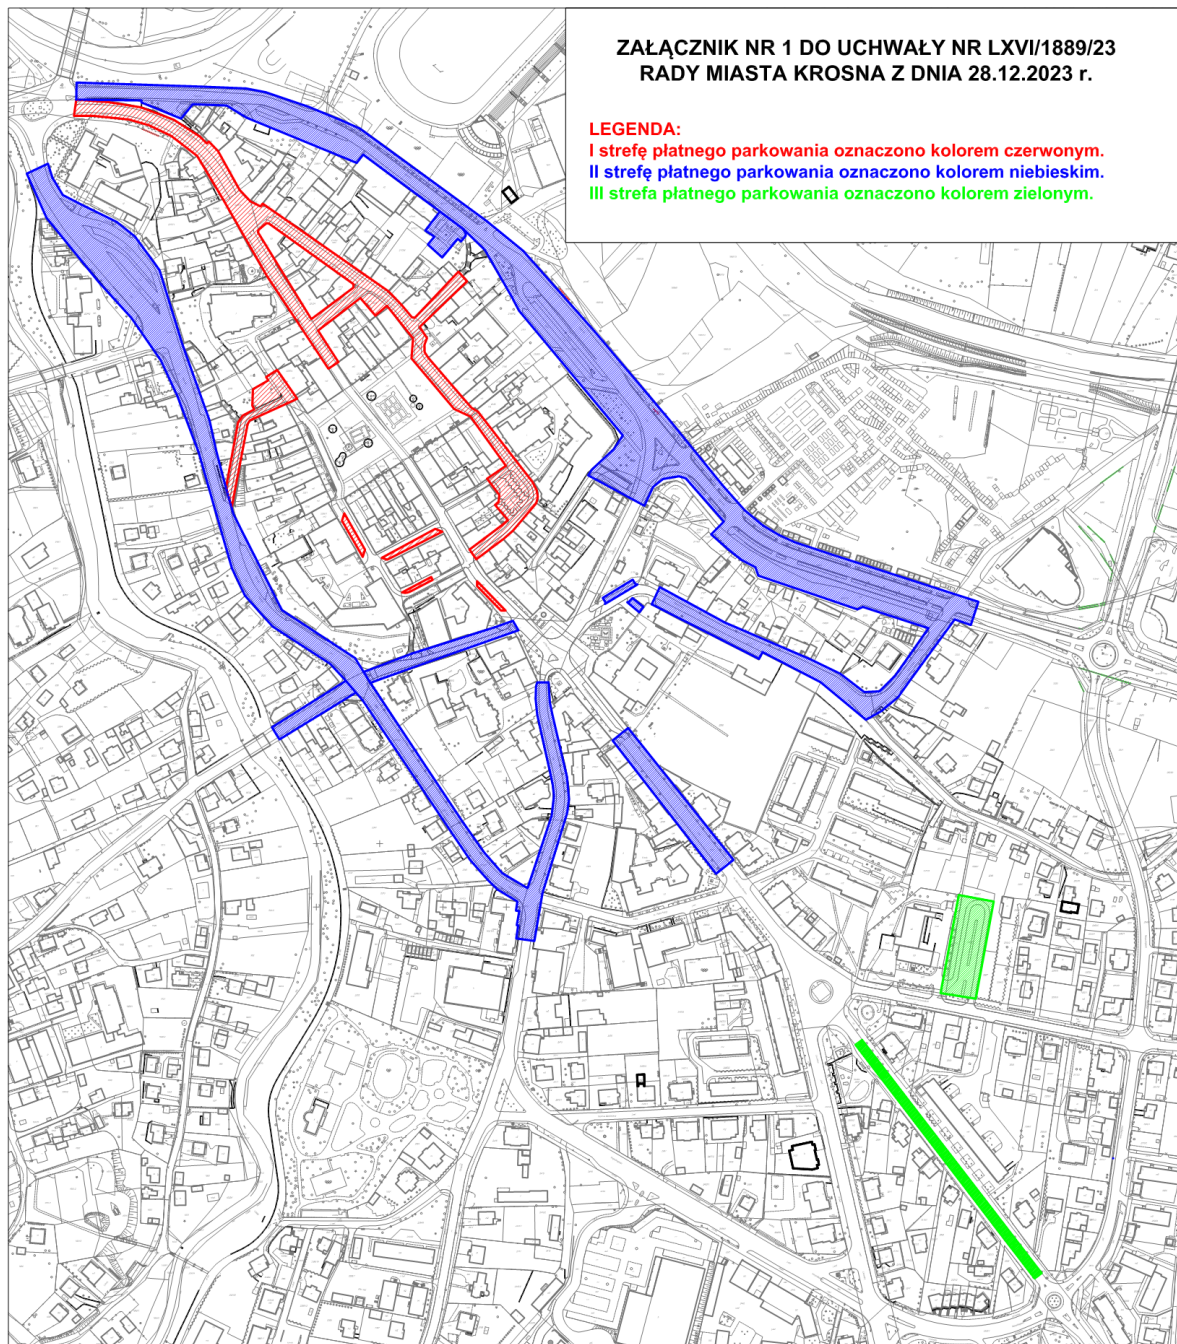 ZAŁĄCZNIK NR 1 DO UCHWAŁY NR LXVI/1889/23
RADY MIASTA KROSNA Z DNIA 28.12.2023 r.
LEGENDA:
I strefę płatnego parkowania oznaczono kolorem czerwonym.
II strefę płatnego parkowania oznaczono kolorem niebieskim.
III strefa płatnego parkowania oznaczono kolorem zielonym.